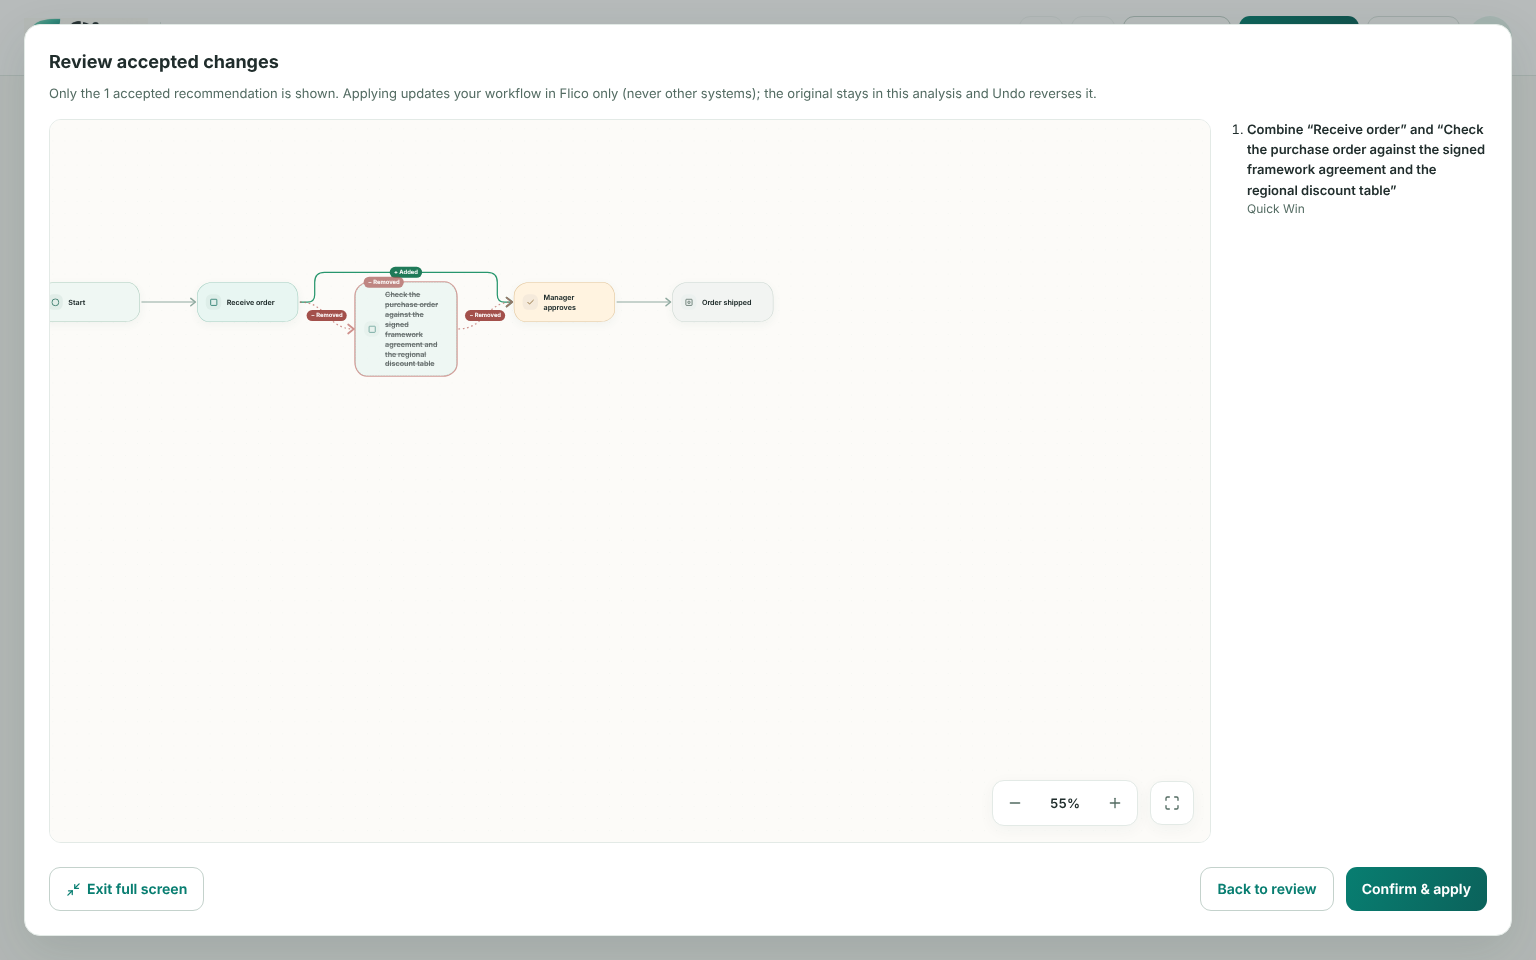 Review accepted changes
Only the 1 accepted recommendation is shown. Applying updates your workflow in Flico only (never other systems); the original stays in this analysis and Undo reverses it.
1. Combine “Receive order” and “Check
the purchase order against the signed
framework agreement and the
regional discount table”
Quick Win
+ Added
− Removed
Start
Receive order
− Removed
Check the
purchase order
against the
signed
framework
agreement and
the regional
discount table
− Removed
Manager
approves
Order shipped
55%
Exit full screen
Back to review
Confirm & apply